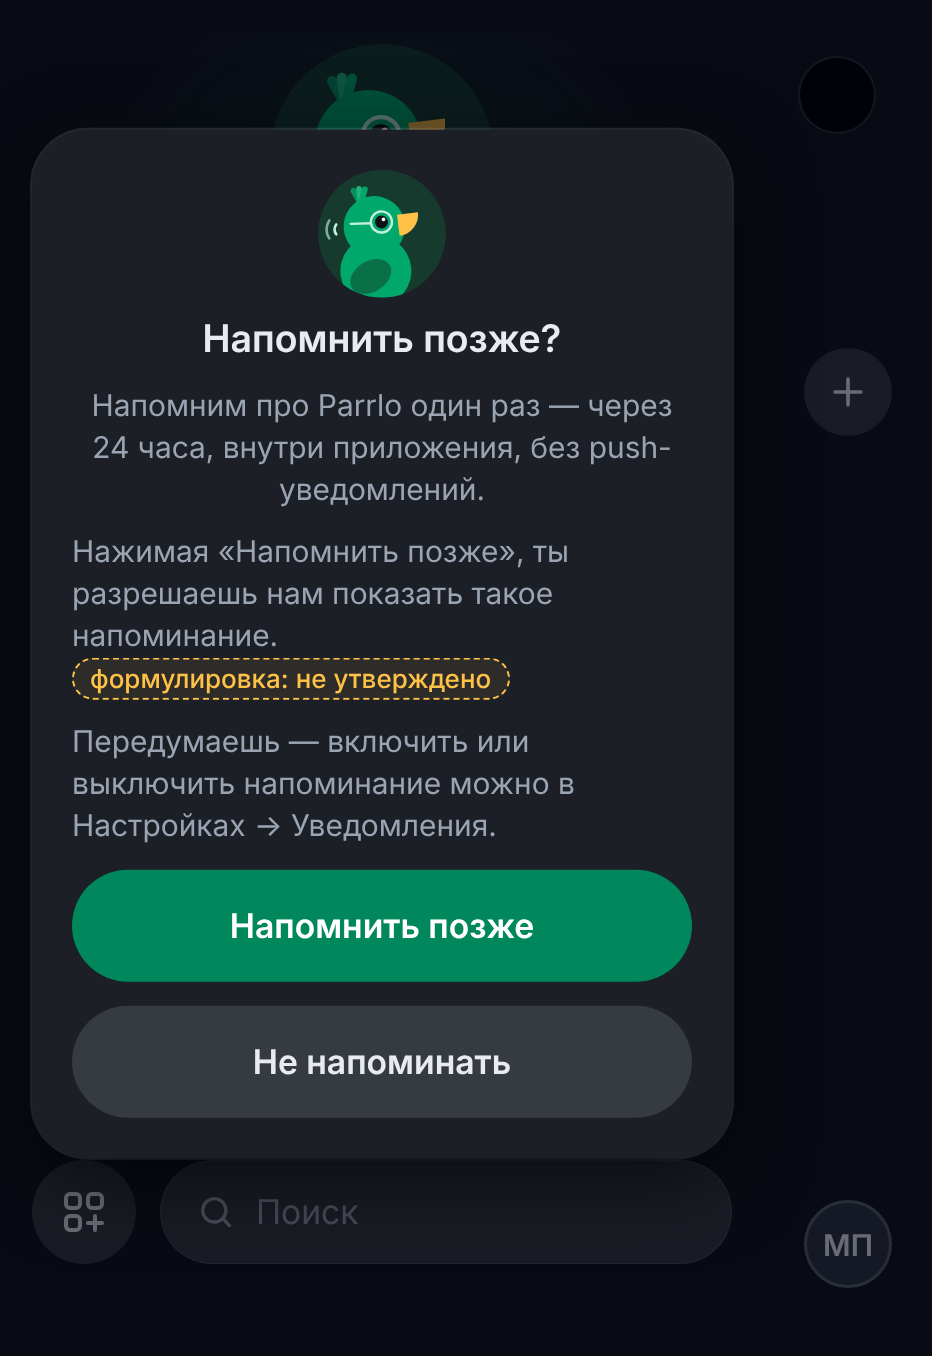 Напомнить позже?
Напомним про Parrlo один раз — через
24 часа, внутри приложения, без push-
уведомлений.
Нажимая «Напомнить позже», ты
разрешаешь нам показать такое
напоминание.
формулировка: не утверждено
Передумаешь — включить или
выключить напоминание можно в
Настройках → Уведомления.
Напомнить позже
Не напоминать
Поиск
МП